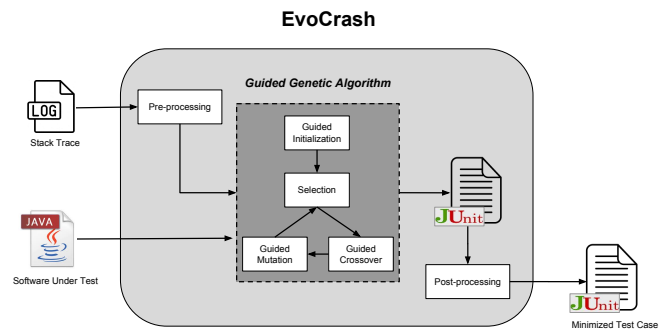 EvoCrash
Guided Genetic Algorithm
LOG
Stack Trace
Pre-processing
Guided
Initialization
Selection
Guided
Mutation
Guided
Crossover
JAVA
Software Under Test
JUnit
Post-processing
JUnit
Minimized Test Case